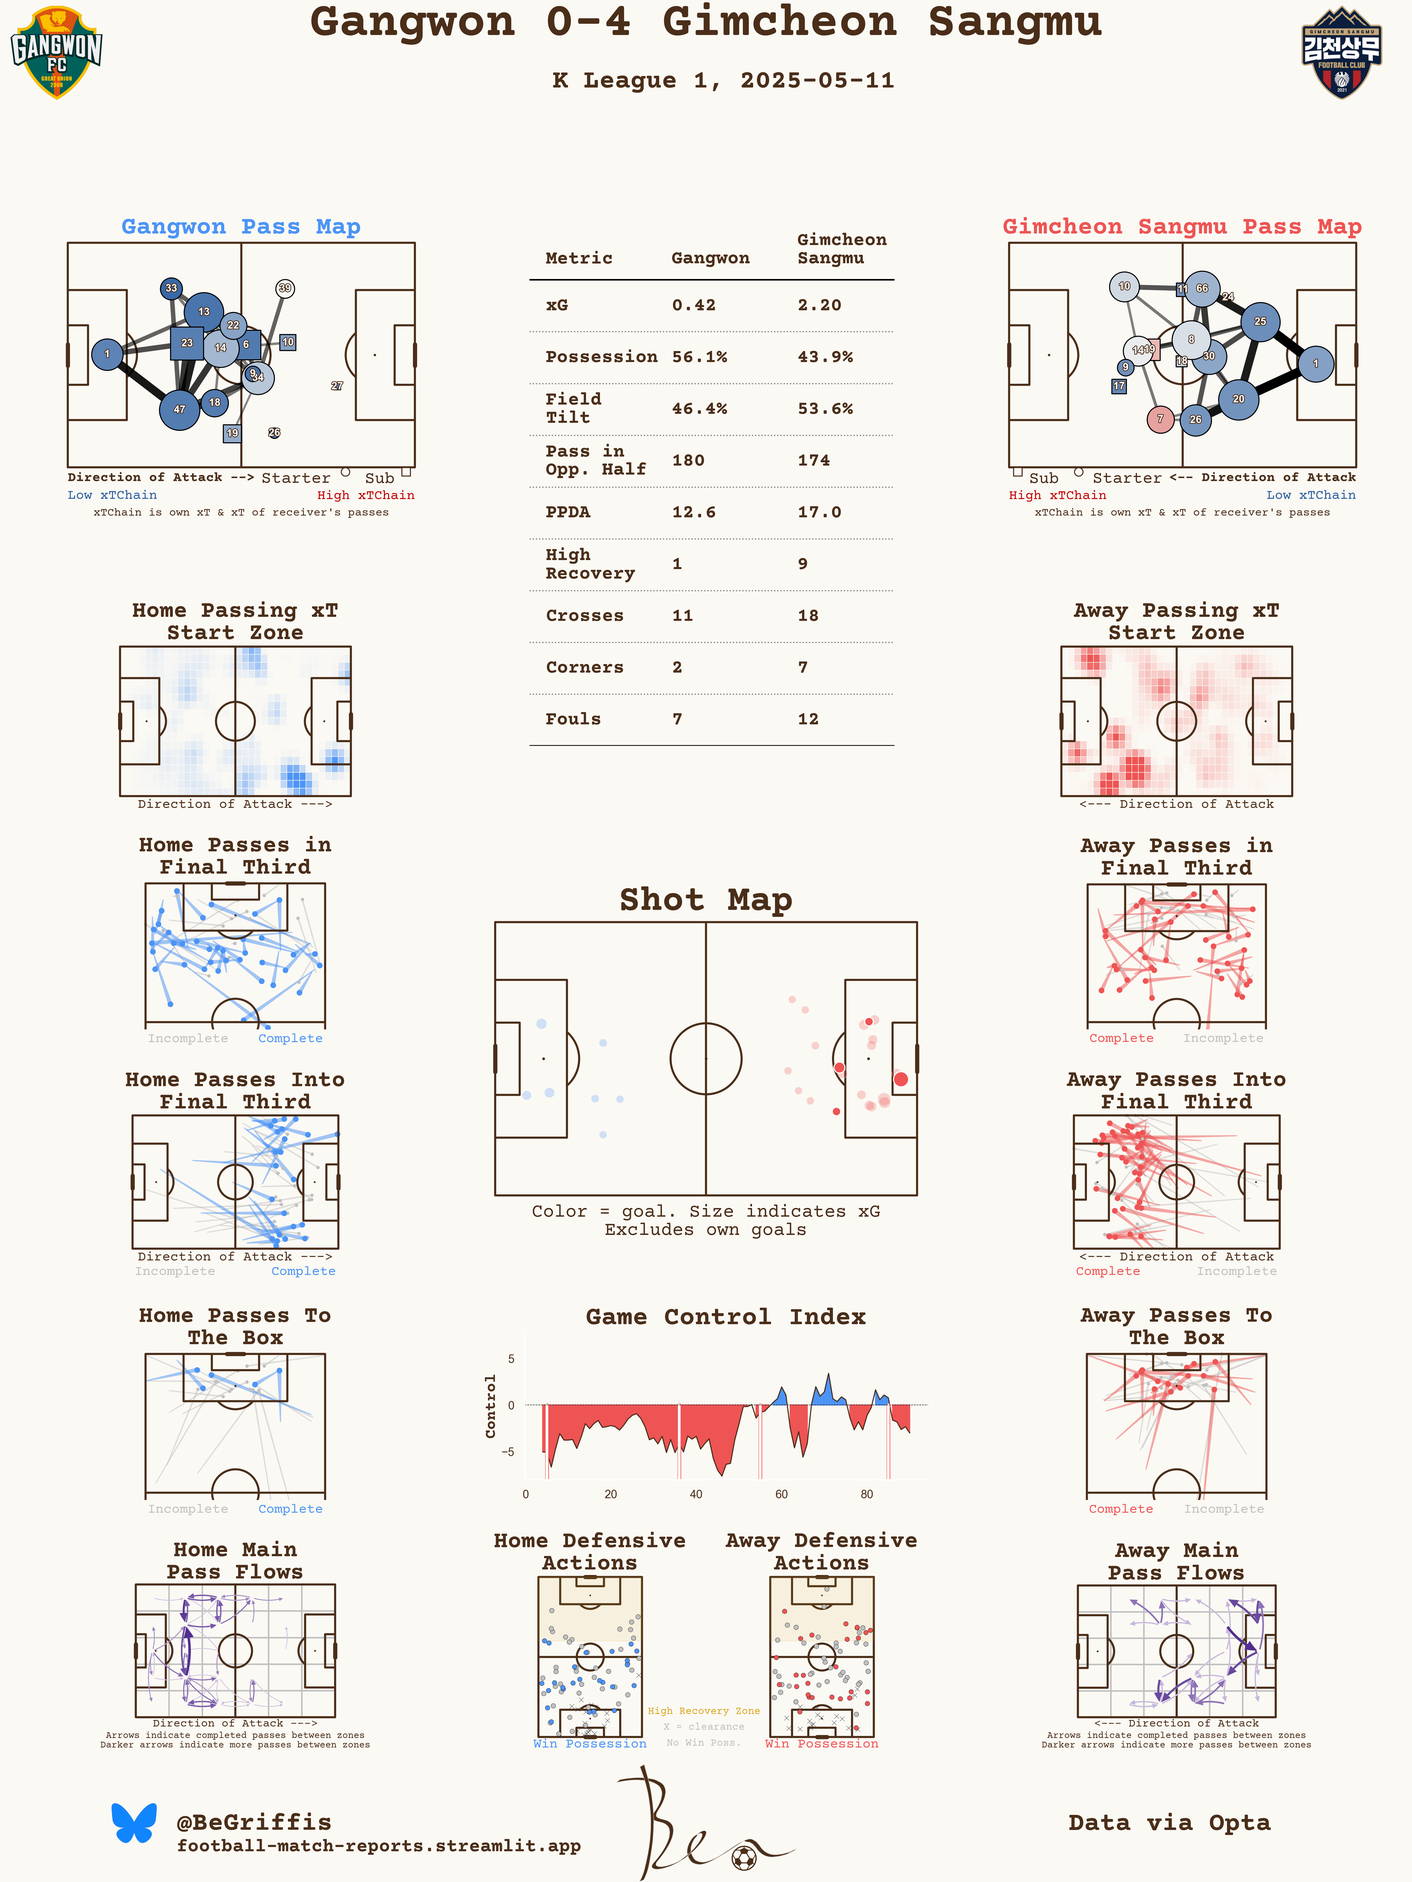 Gangwon 0-4 Gimcheon Sangmu
K League 1, 2025-05-11
GANGWON
FC
GREAT UNION
2008
GIMCHEON SANGMU
김천상무
FOOTBALL CLUB
2021
Gangwon Pass Map
33
39
13
22
23
14
6
10
1
9
34
27
47
18
19
26
Direction of Attack --> Starter Sub
Low xTChain High xTChain
xTChain is own xT & xT of receiver's passes
Metric Gangwon Gimcheon Sangmu
xG 0.42 2.20
Possession 56.1% 43.9%
Field Tilt 46.4% 53.6%
Pass in Opp. Half 180 174
PPDA 12.6 17.0
High Recovery 1 9
Crosses 11 18
Corners 2 7
Fouls 7 12
Gimcheon Sangmu Pass Map
10
11
66
24
25
8
14
19
18
30
1
9
17
20
7
26
Sub Starter <-- Direction of Attack
High xTChain Low xTChain
xTChain is own xT & xT of receiver's passes
Home Passing xT
Start Zone
Direction of Attack --->
Away Passing xT
Start Zone
<--- Direction of Attack
Home Passes in
Final Third
Incomplete Complete
Shot Map
Color = goal. Size indicates xG
Excludes own goals
Away Passes in
Final Third
Complete Incomplete
Home Passes Into
Final Third
Direction of Attack --->
Incomplete Complete
Away Passes Into
Final Third
<--- Direction of Attack
Complete Incomplete
Home Passes To
The Box
Incomplete Complete
Game Control Index
Control
5
0
−5
0 20 40 60 80
Away Passes To
The Box
Complete Incomplete
Home Main
Pass Flows
Direction of Attack --->
Arrows indicate completed passes between zones
Darker arrows indicate more passes between zones
Home Defensive
Actions
Win Possession
High Recovery Zone
X = clearance
No Win Poss.
Away Defensive
Actions
Win Possession
Away Main
Pass Flows
<--- Direction of Attack
Arrows indicate completed passes between zones
Darker arrows indicate more passes between zones
@BeGriffis
football-match-reports.streamlit.app
Ben
Data via Opta